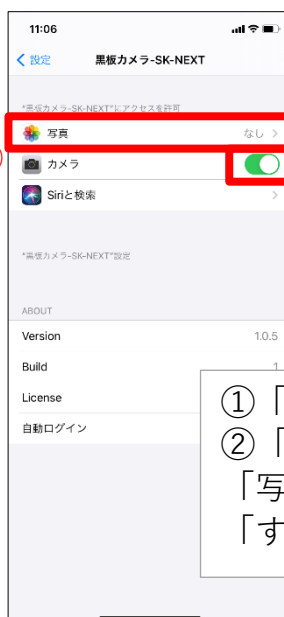 11:06
設定
黒板カメラ-SK-NEXT
"黒板カメラ-SK-NEXT"にアクセスを許可
写真
なし
カメラ
Siriと検索
"黒板カメラ-SK-NEXT"設定
ABOUT
Version
1.0.5
Build
1
License
自動ログイン
①「
②「
「写
「す